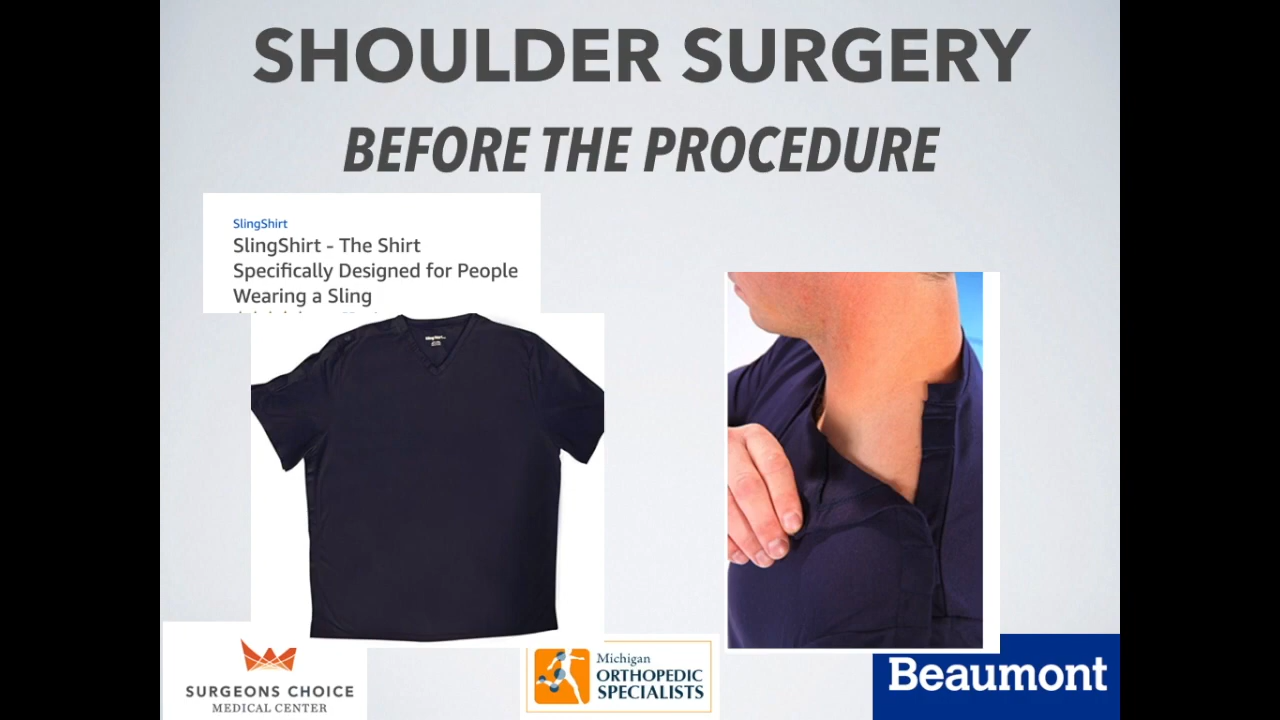 SHOULDER SURGERY
BEFORE THE PROCEDURE
SlingShirt
SlingShirt - The Shirt
Specifically Designed for People
Wearing a Sling
SURGEONS CHOICE
MEDICAL CENTER
Michigan
ORTHOPEDIC
SPECIALISTS
Beaumont